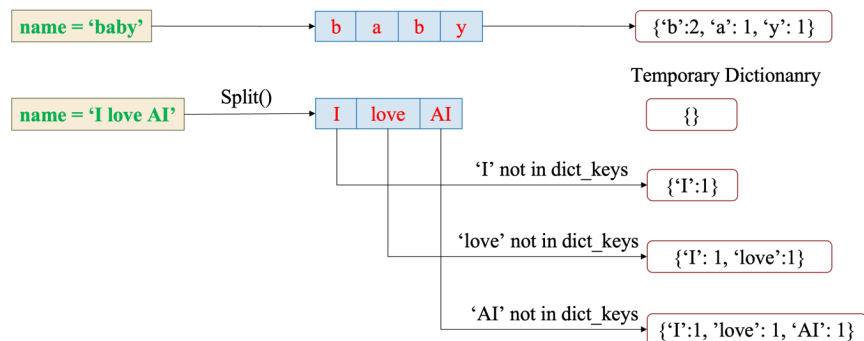 name = ‘baby’
b a b y
{‘b’:2, ‘a’: 1, ‘y’: 1}
Temporary Dictionanry
name = ‘I love AI’
Split()
I love AI
{}
‘I’ not in dict_keys
{‘I’:1}
‘love’ not in dict_keys
{‘I’: 1, ‘love’:1}
‘AI’ not in dict_keys
{‘I’:1, ’love’: 1, ‘AI’: 1}